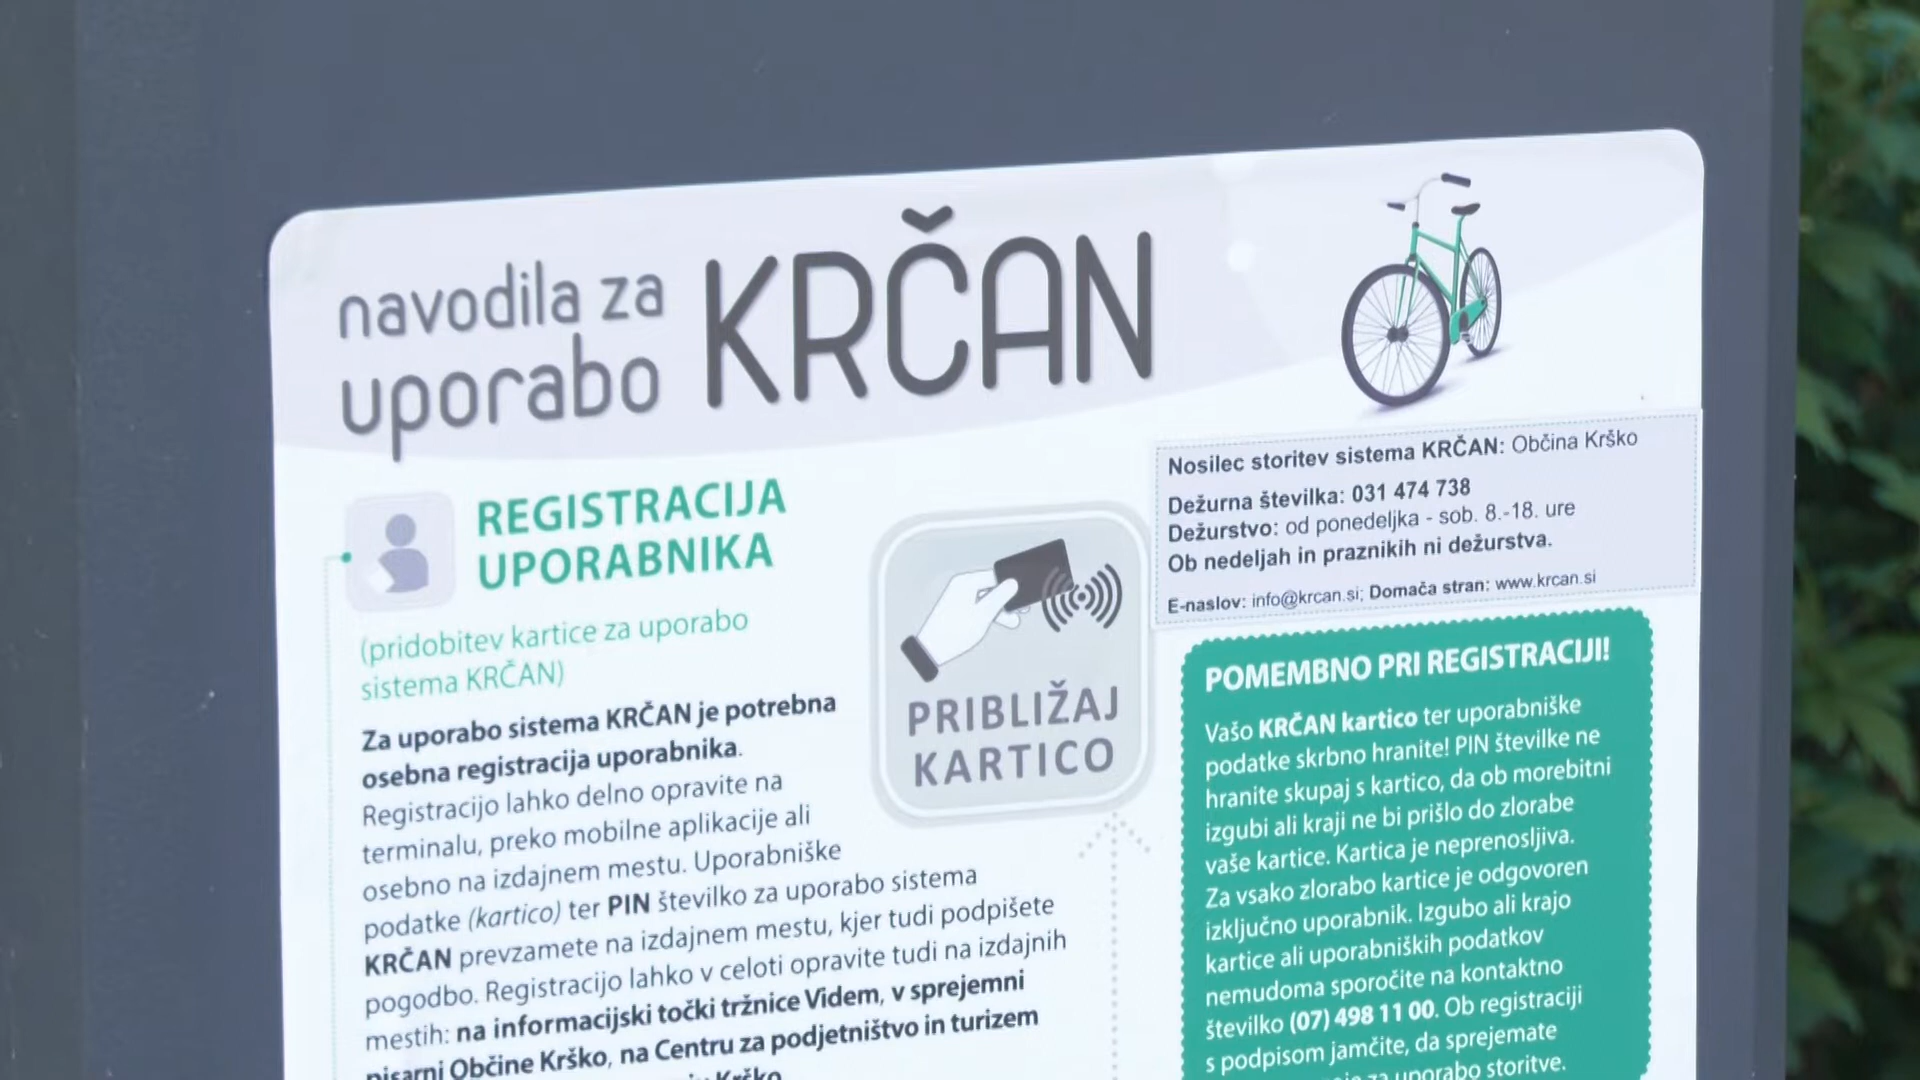 navodila za
uporabo KRČAN
REGISTRACIJA
UPORABNIKA
(pridobitev kartice za uporabo
sistema KRČAN)
Za uporabo sistema KRČAN je potrebna
osebna registracija uporabnika.
Registracijo lahko delno opravite na
terminalu, preko mobilne aplikacije ali
osebno na izdajnem mestu. Uporabniške
podatke (kartico) ter PIN številko za uporabo sistema
KRČAN prevzamete na izdajnem mestu, kjer tudi podpišete
pogodbo. Registracijo lahko v celoti opravite tudi na izdajnih
mestih: na informacijski točki tržnice Videm, v sprejemni
pisarni Občine Krško, na Centru za podjetništvo in turizem
Krško
PRIBLIŽAJ
KARTICO
Nosilec storitev sistema KRČAN: Občina Krško
Dežurna številka: 031 474 738
Dežurstvo: od ponedeljka - sob. 8.-18. ure
Ob nedeljah in praznikih ni dežurstva.
E-naslov: info@krcan.si; Domača stran: www.krcan.si
POMEMBNO PRI REGISTRACIJI!
Vašo KRČAN kartico ter uporabniške
podatke skrbno hranite! PIN številke ne
hranite skupaj s kartico, da ob morebitni
izgubi ali kraji ne bi prišlo do zlorabe
vaše kartice. Kartica je neprenosljiva.
Za vsako zlorabo kartice je odgovoren
izključno uporabnik. Izgubo ali krajo
kartice ali uporabniških podatkov
nemudoma sporočite na kontaktno
številko (07) 498 11 00. Ob registraciji
s podpisom jamčite, da sprejemate
za uporabo storitve.